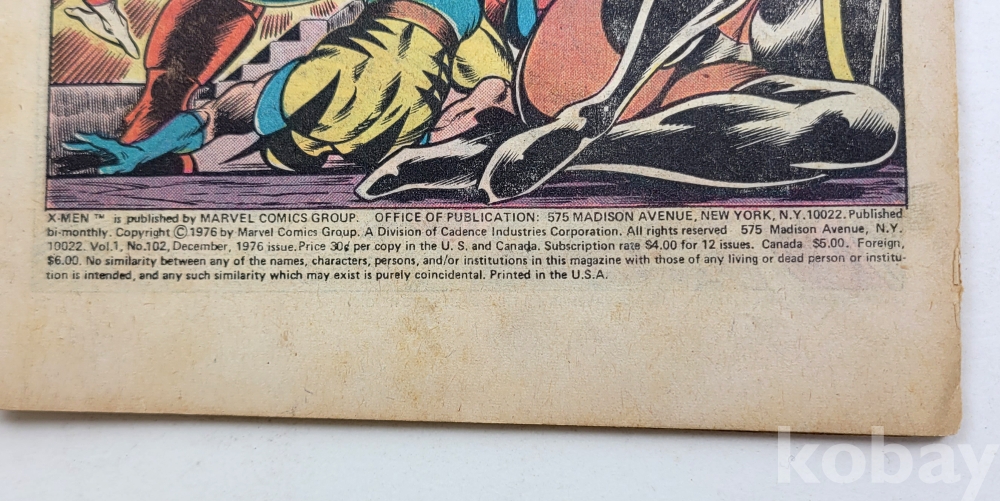 X-MEN ™ is published by MARVEL COMICS GROUP. OFFICE OF PUBLICATION: 575 MADISON AVENUE, NEW YORK, N.Y. 10022. Published
bi-monthly. Copyright ©1976 by Marvel Comics Group. A Division of Cadence Industries Corporation. All rights reserved 575 Madison Avenue, N.Y.
10022. Vol.1, No.102, December, 1976 issue. Price 30¢ per copy in the U. S. and Canada. Subscription rate $4.00 for 12 issues. Canada $5.00. Foreign,
$6.00. No similarity between any of the names, characters, persons, and/or institutions in this magazine with those of any living or dead person or institu-
tion is intended, and any such similarity which may exist is purely coincidental. Printed in the U.S.A.
kobay